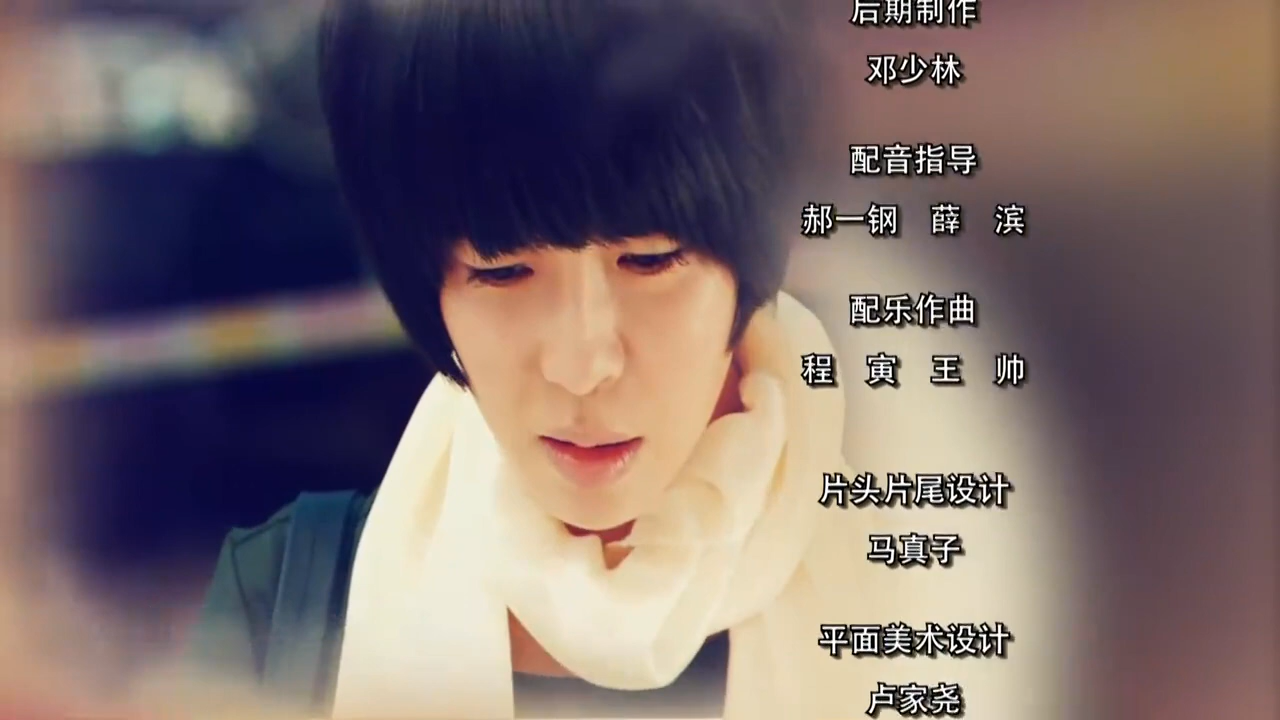 后期制作
邓少林
配音指导
郝一钢 薛 滨
配乐作曲
程 寅 王 帅
片头片尾设计
马真子
平面美术设计
卢家尧